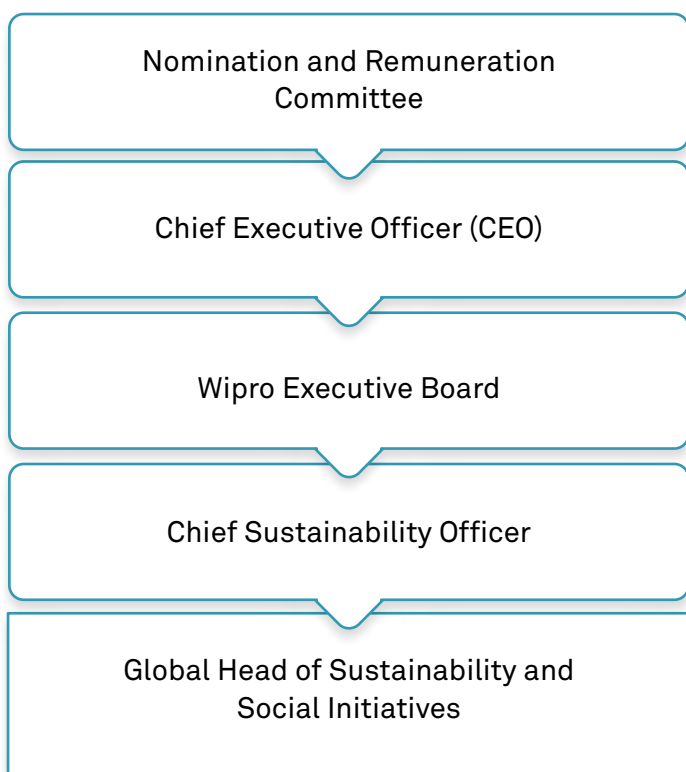 Nomination and Remuneration
Committee
Chief Executive Officer (CEO)
Wipro Executive Board
Chief Sustainability Officer
Global Head of Sustainability and
Social Initiatives